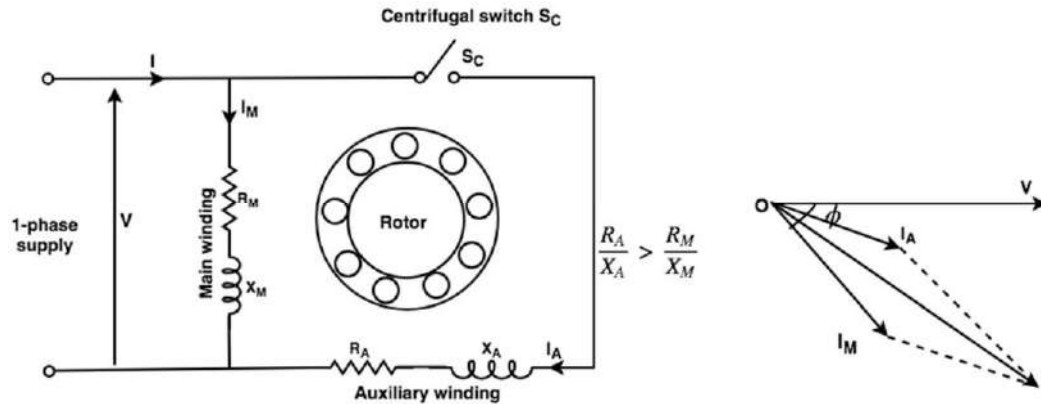 Centrifugal switch S_C
S_C
I
I_M
R_M
Main winding
X_M
1-phase
supply
V
Rotor
R_A
X_A
I_A
Auxiliary winding
R_A/X_A > R_M/X_M
O
V
ϕ
I_A
I_M